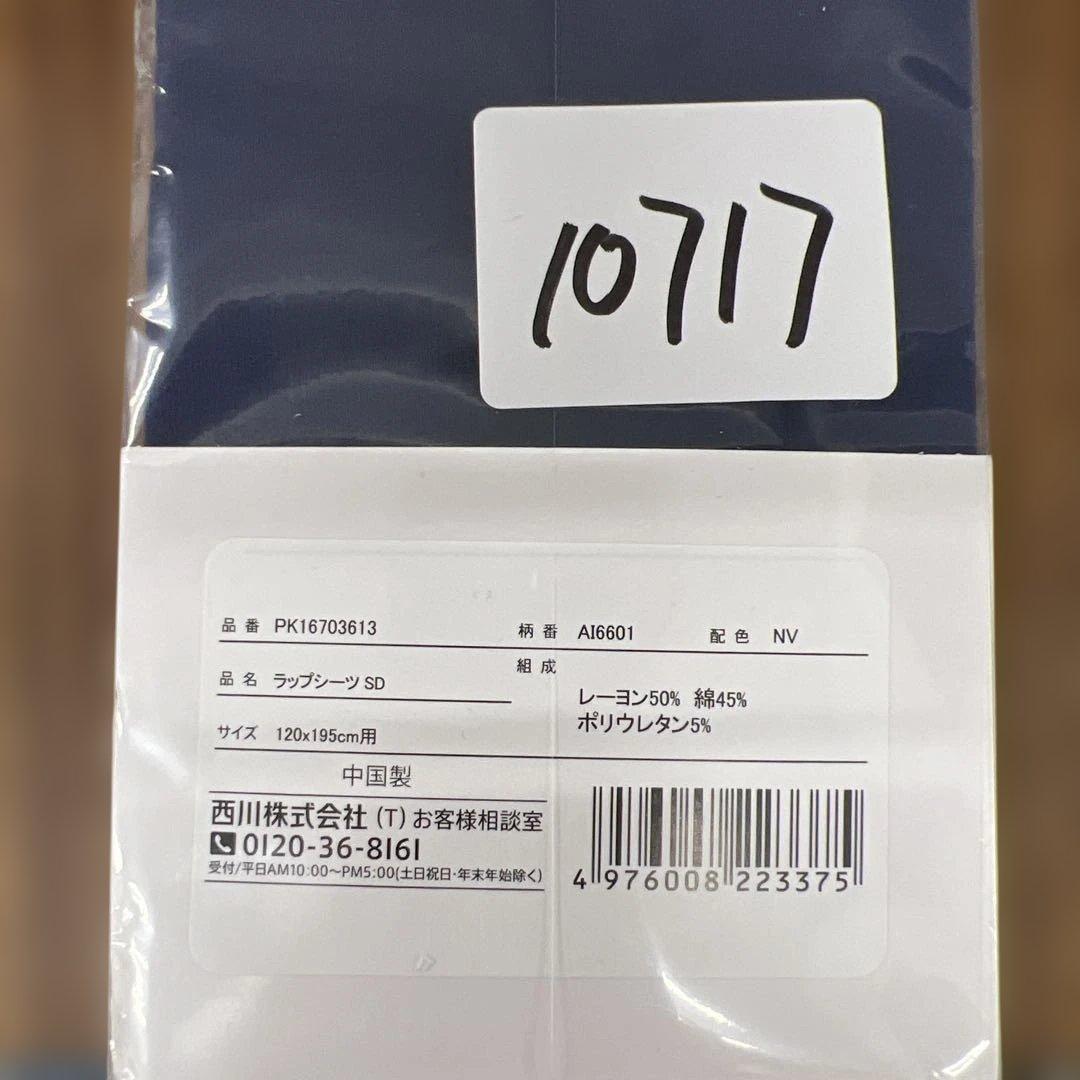 10717
品番 PK16703613 柄番 AI6601 配色 NV
組成
品名 ラップシーツ SD
レーヨン50% 綿45%
ポリウレタン5%
サイズ 120x195cm用
中国製
西川株式会社(T)お客様相談室
0120-36-8161
受付/平日AM10:00~PM5:00(土日祝日・年末年始除く)
4 976008 223375